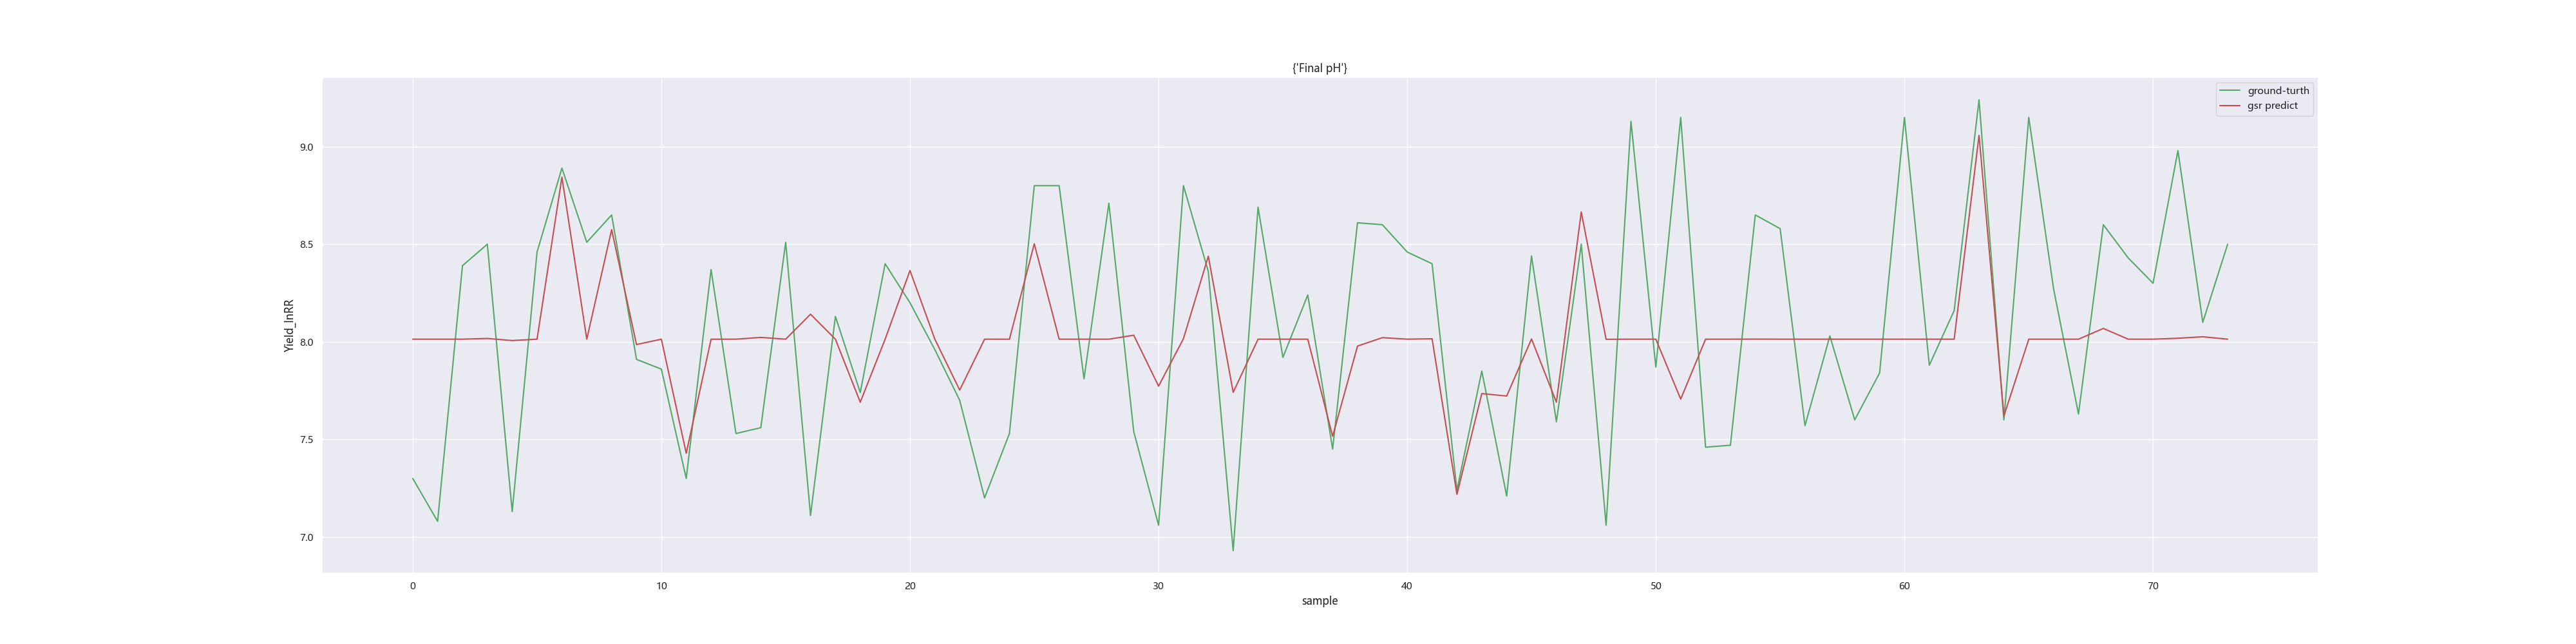 {'Final pH'}
ground-turth
gsr predict
Yield_lnRR
9.0
8.5
8.0
7.5
7.0
0 10 20 30 40 50 60 70
sample